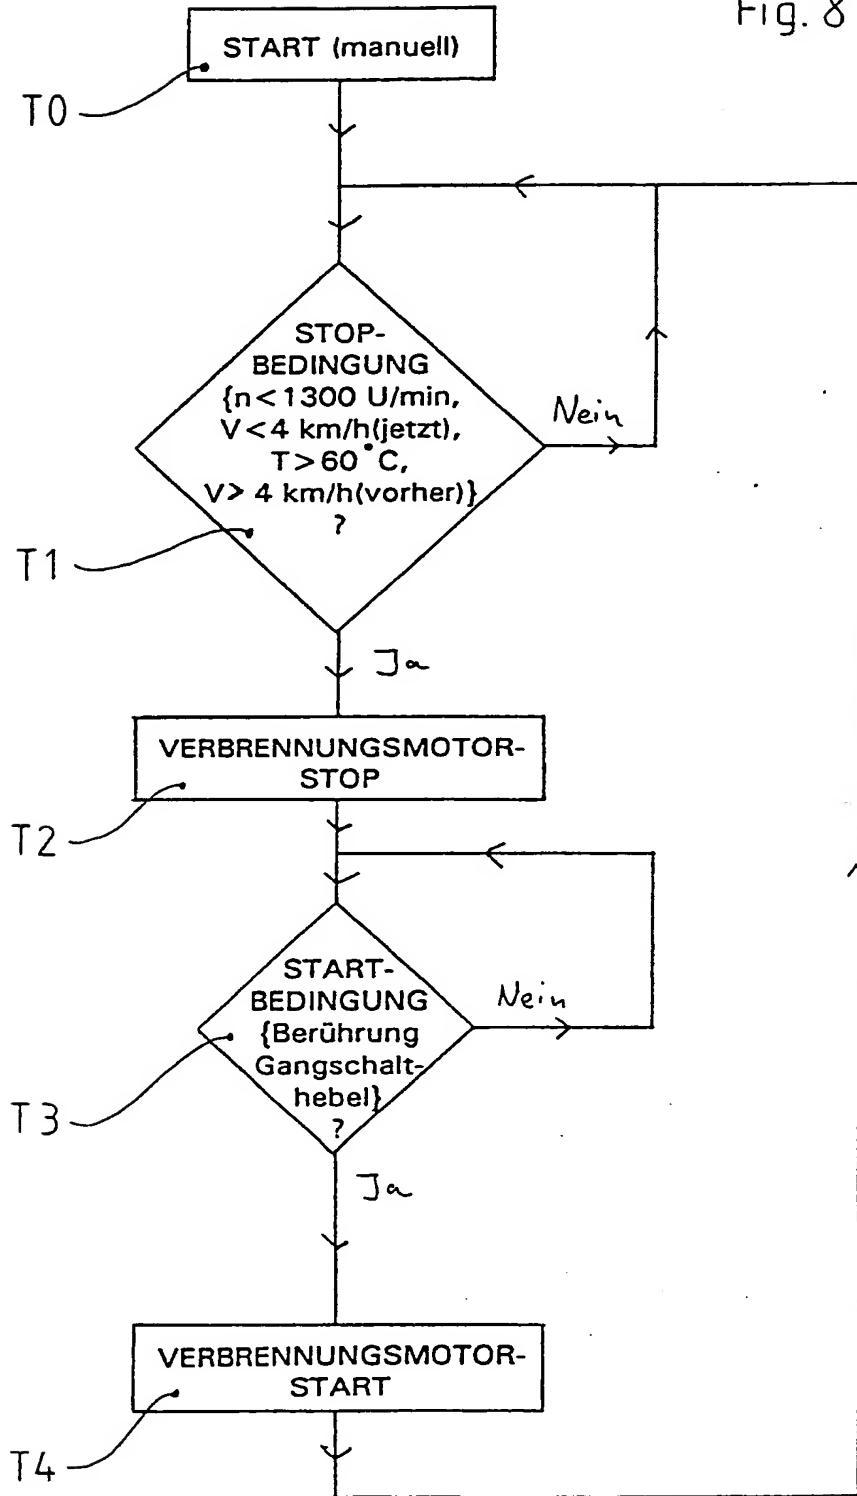 Fig. 8
START (manuell)
T0
STOP-
BEDINGUNG
{n<1300 U/min,
V<4 km/h(jetzt),
T>60°C,
V> 4 km/h(vorher)}
?
Nein
T1
Ja
VERBRENNUNGSMOTOR-
STOP
T2
START-
BEDINGUNG
{Berührung
Gangschalt-
hebel}
?
Nein
T3
Ja
VERBRENNUNGSMOTOR-
START
T4